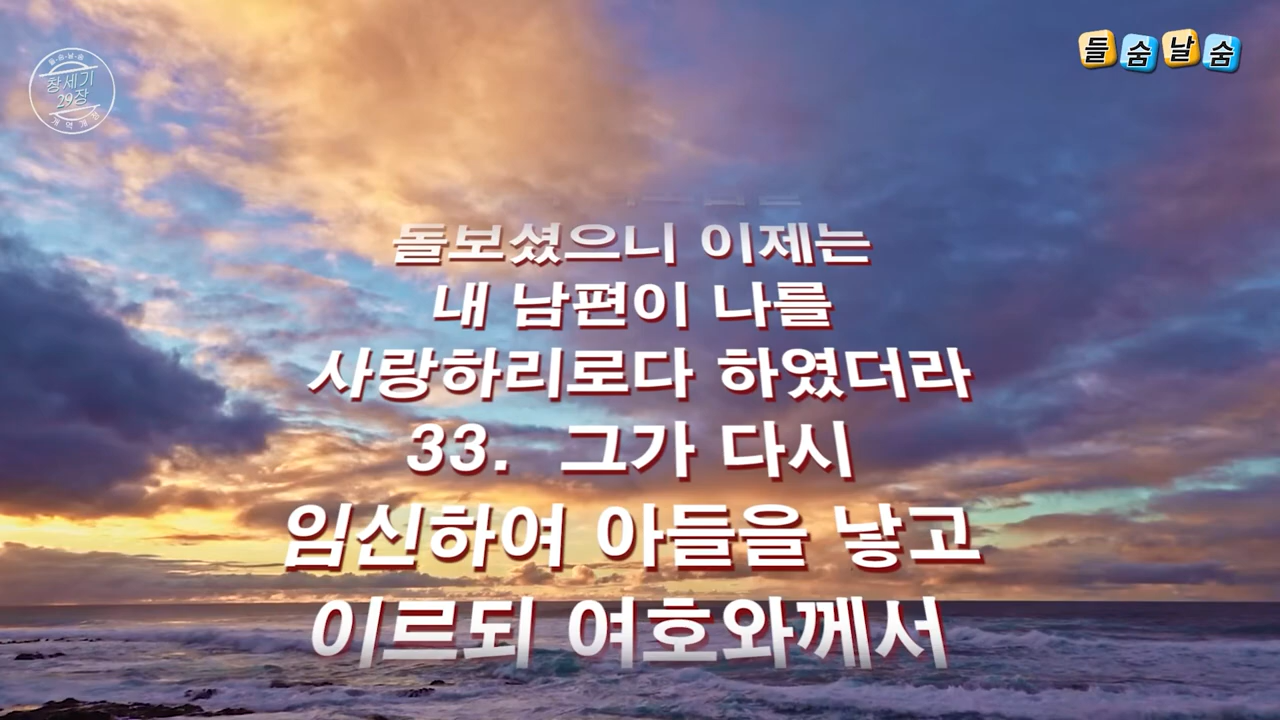 들숨날숨
창세기
29장
돌보셨으니 이제는
내 남편이 나를
사랑하리로다 하였더라
33. 그가 다시
임신하여 아들을 낳고
이르되 여호와께서